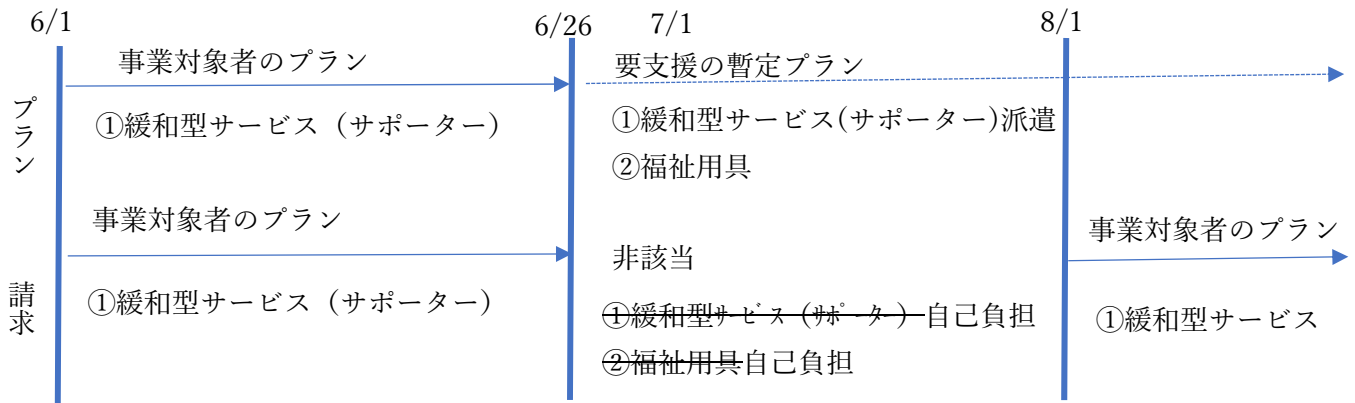 6/1
6/26
7/1
8/1
プラン
事業対象者のプラン
①緩和型サービス（サポーター）
要支援の暫定プラン
①緩和型サービス(サポーター)派遣
②福祉用具
請求
事業対象者のプラン
①緩和型サービス（サポーター）
非該当
①緩和型ｻｰﾋﾞｽ（ｻﾎﾟｰﾀｰ）自己負担
②福祉用具自己負担
事業対象者のプラン
①緩和型サービス